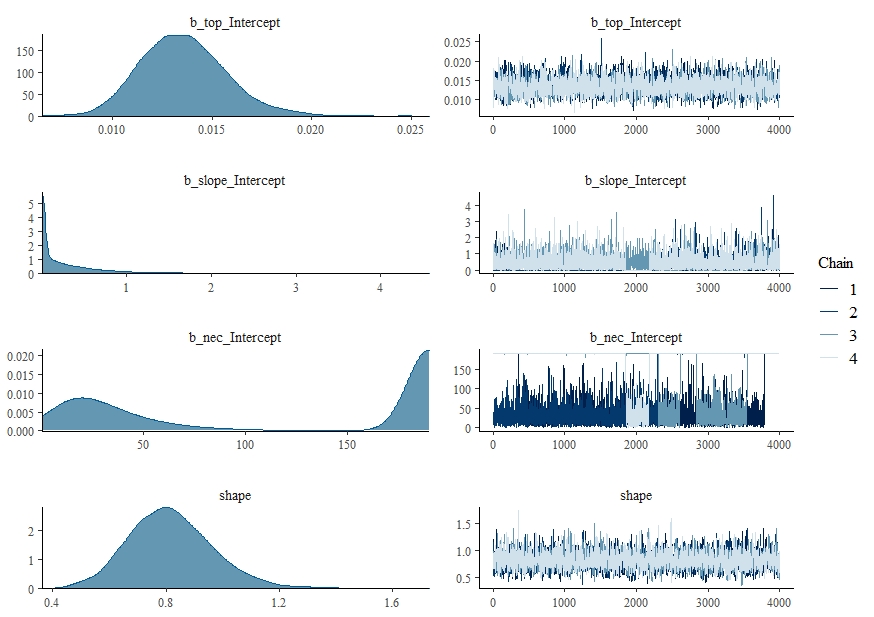 b_top_Intercept
150
100
50
0
0.010 0.015 0.020 0.025
b_top_Intercept
0.025
0.020
0.015
0.010
0 1000 2000 3000 4000
b_slope_Intercept
5
4
3
2
1
0
1 2 3 4
b_slope_Intercept
4
3
2
1
0
0 1000 2000 3000 4000
b_nec_Intercept
0.020
0.015
0.010
0.005
0.000
50 100 150
b_nec_Intercept
150
100
50
0
0 1000 2000 3000 4000
shape
2
1
0
0.4 0.8 1.2 1.6
shape
1.5
1.0
0.5
0 1000 2000 3000 4000
Chain
1
2
3
4